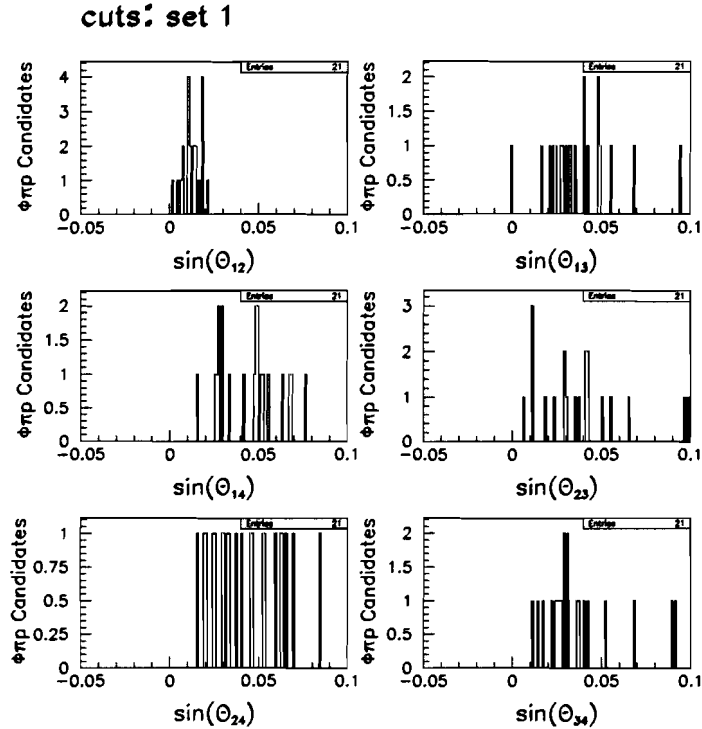 cuts: set 1
Entries 21
Φπp Candidates
4
3
2
1
0
-0.05 0 0.05 0.1
sin(Θ₁₂)
Entries 21
Φπp Candidates
2
1.5
1
0.5
0
-0.05 0 0.05 0.1
sin(Θ₁₃)
Entries 21
Φπp Candidates
2
1.5
1
0.5
0
-0.05 0 0.05 0.1
sin(Θ₁₄)
Entries 21
Φπp Candidates
3
2
1
0
-0.05 0 0.05 0.1
sin(Θ₂₃)
Entries 21
Φπp Candidates
1
0.75
0.5
0.25
0
-0.05 0 0.05 0.1
sin(Θ₂₄)
Entries 21
Φπp Candidates
2
1.5
1
0.5
0
-0.05 0 0.05 0.1
sin(Θ₃₄)